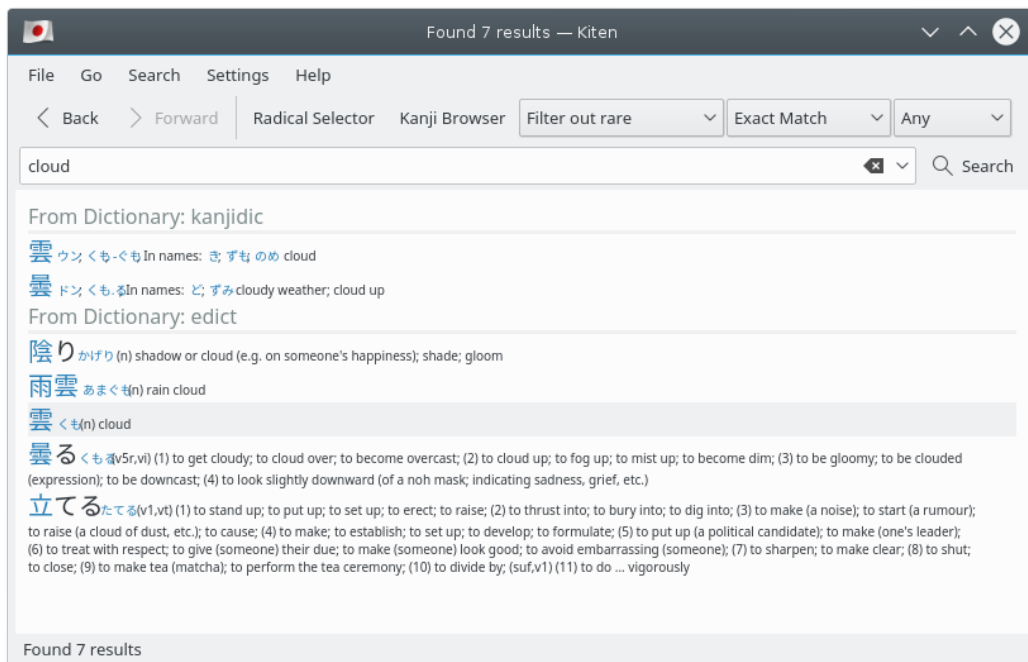 Found 7 results — Kiten
File Go Search Settings Help
Back Forward Radical Selector Kanji Browser Filter out rare Exact Match Any
cloud Search
From Dictionary: kanjidic
雲 ウン; くも; -ぐも In names: き; ずも; のめ cloud
曇 ドン; くも.る In names: ど; ずみ cloudy weather; cloud up
From Dictionary: edict
陰り かげり (n) shadow or cloud (e.g. on someone's happiness); shade; gloom
雨雲 あまぐも (n) rain cloud
雲 くも (n) cloud
曇る くもる (v5r,vi) (1) to get cloudy; to cloud over; to become overcast; (2) to cloud up; to fog up; to mist up; to become dim; (3) to be gloomy; to be clouded
(expression); to be downcast; (4) to look slightly downward (of a noh mask; indicating sadness, grief, etc.)
立てる たてる (v1,vt) (1) to stand up; to put up; to set up; to erect; to raise; (2) to thrust into; to bury into; to dig into; (3) to make (a noise); to start (a rumour);
to raise (a cloud of dust, etc.); to cause; (4) to make; to establish; to set up; to develop; to formulate; (5) to put up (a political candidate); to make (one's leader);
(6) to treat with respect; to give (someone) their due; to make (someone) look good; to avoid embarrassing (someone); (7) to sharpen; to make clear; (8) to shut;
to close; (9) to make tea (matcha); to perform the tea ceremony; (10) to divide by; (suf,v1) (11) to do ... vigorously
Found 7 results